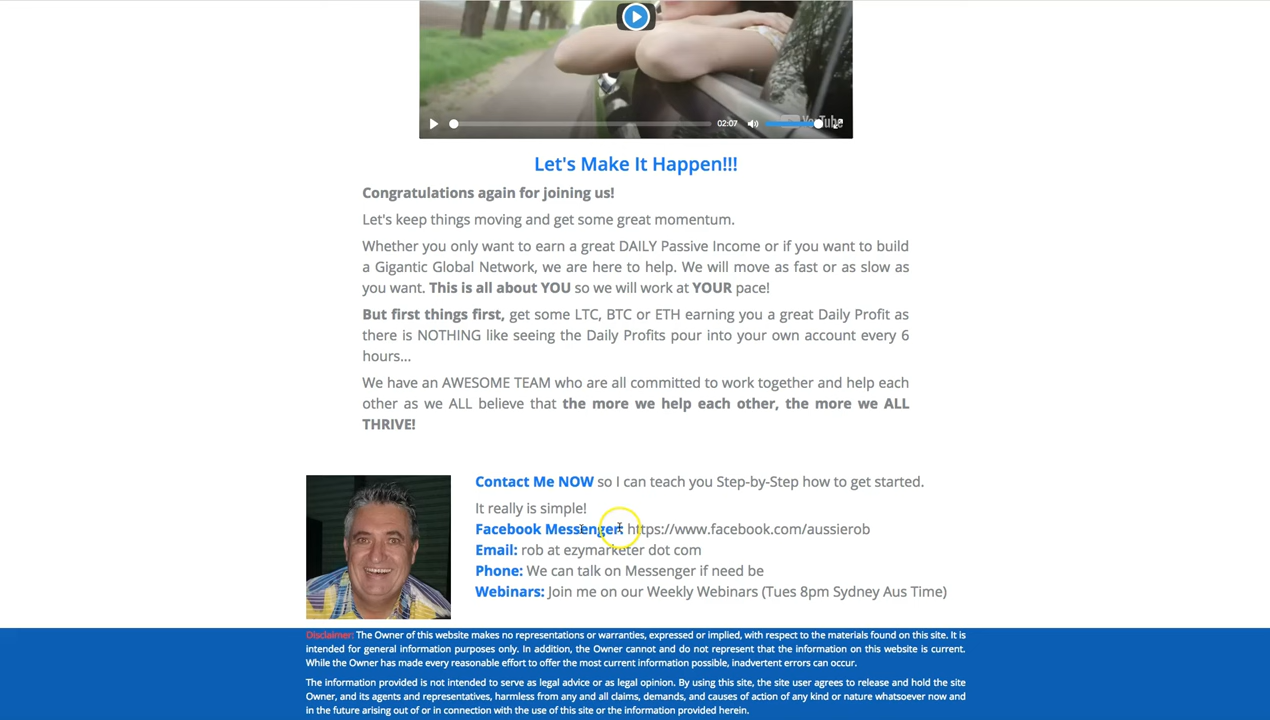 02:07
YouTube
Let's Make It Happen!!!
Congratulations again for joining us!
Let's keep things moving and get some great momentum.
Whether you only want to earn a great DAILY Passive Income or if you want to build
a Gigantic Global Network, we are here to help. We will move as fast or as slow as
you want. This is all about YOU so we will work at YOUR pace!
But first things first, get some LTC, BTC or ETH earning you a great Daily Profit as
there is NOTHING like seeing the Daily Profits pour into your own account every 6
hours...
We have an AWESOME TEAM who are all committed to work together and help each
other as we ALL believe that the more we help each other, the more we ALL
THRIVE!
Contact Me NOW so I can teach you Step-by-Step how to get started.
It really is simple!
Facebook Messenger: https://www.facebook.com/aussierob
Email: rob at ezymarketer dot com
Phone: We can talk on Messenger if need be
Webinars: Join me on our Weekly Webinars (Tues 8pm Sydney Aus Time)
Disclaimer: The Owner of this website makes no representations or warranties, expressed or implied, with respect to the materials found on this site. It is
intended for general information purposes only. In addition, the Owner cannot and do not represent that the information on this website is current.
While the Owner has made every reasonable effort to offer the most current information possible, inadvertent errors can occur.
The information provided is not intended to serve as legal advice or as legal opinion. By using this site, the site user agrees to release and hold the site
Owner, and its agents and representatives, harmless from any and all claims, demands, and causes of action of any kind or nature whatsoever now and
in the future arising out of or in connection with the use of this site or the information provided herein.